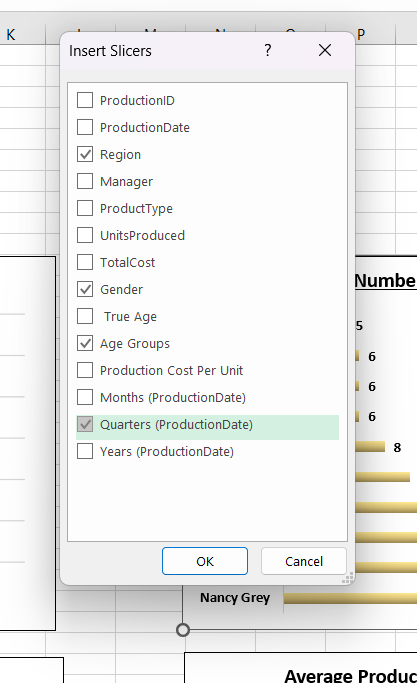 K
P
Insert Slicers ?
ProductionID
ProductionDate
Region
Manager
ProductType
UnitsProduced
TotalCost
Gender
True Age
Age Groups
Production Cost Per Unit
Months (ProductionDate)
Quarters (ProductionDate)
Years (ProductionDate)
OK Cancel
Numbe
5
6
6
6
8
Nancy Grey
Average Produc